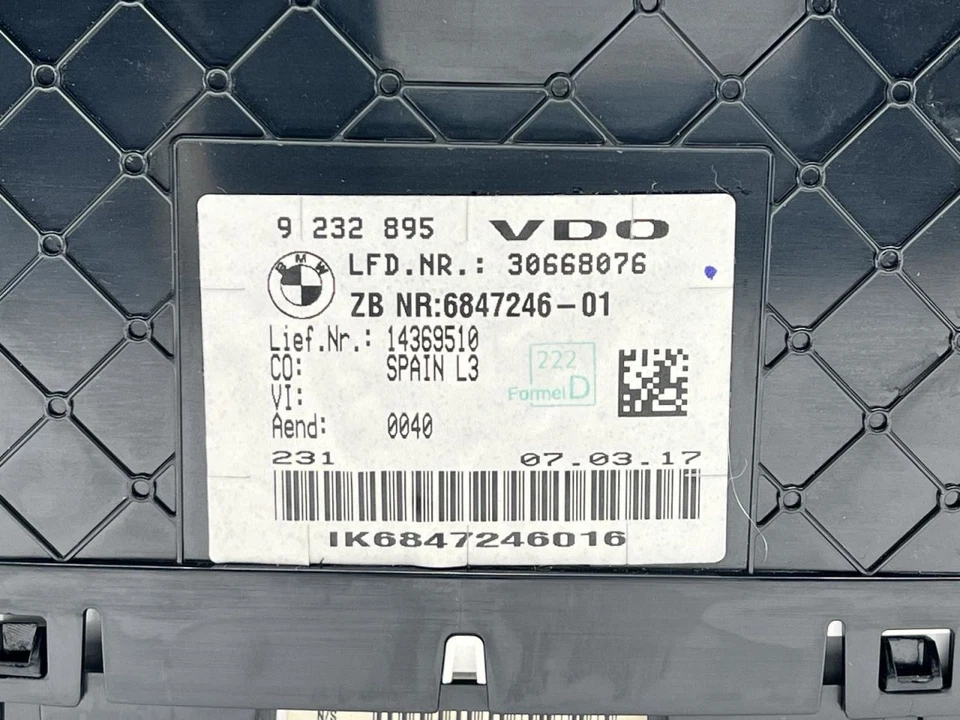 9 232 895 VDO
BMW
LFD.NR.: 30668076
ZB NR:6847246-01
Lief.Nr.: 14369510
CO: SPAIN L3
VI:
Aend: 0040
222
Formel D
231 07.03.17
IK6847246016
N/S